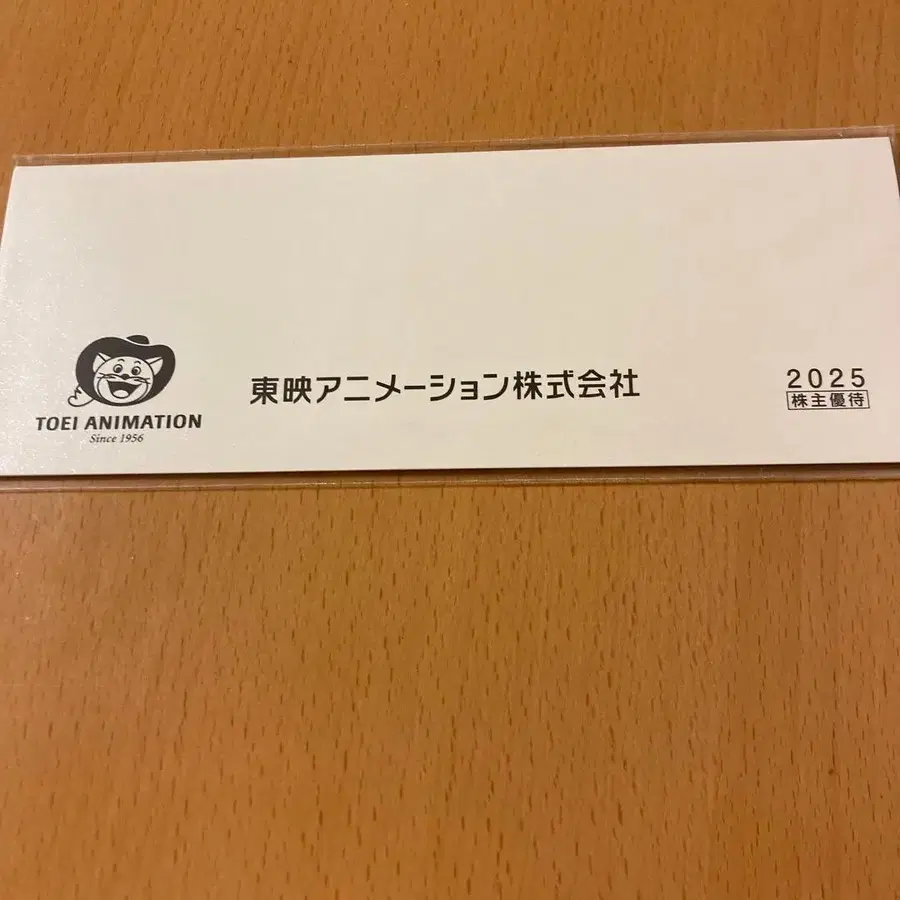 TOEI ANIMATION
Since 1956
東映アニメーション株式会社
2025
株主優待